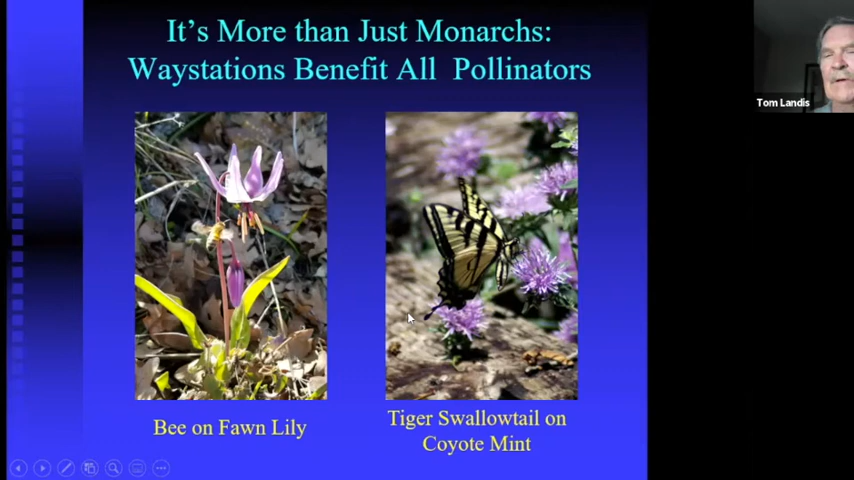 It's More than Just Monarchs:
Waystations Benefit All Pollinators
Tom Landis
Bee on Fawn Lily
Tiger Swallowtail on
Coyote Mint